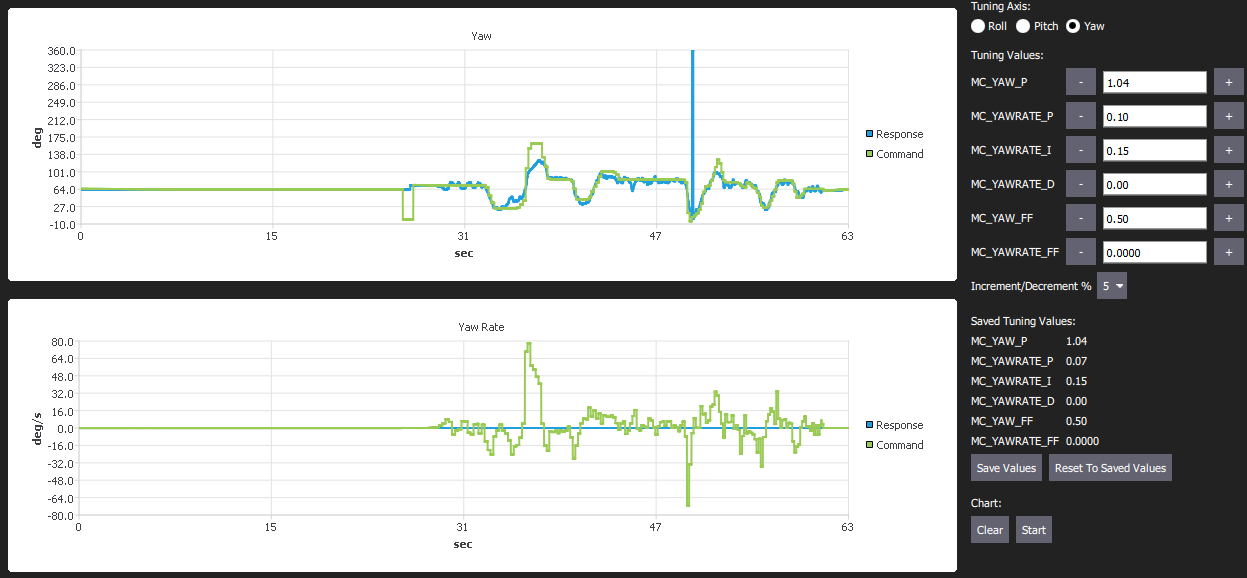 Yaw
360.0
323.0
286.0
249.0
212.0
175.0
138.0
101.0
64.0
27.0
-10.0
deg
0 15 31 47 63
sec
Response
Command
Yaw Rate
80.0
64.0
48.0
32.0
16.0
0.0
-16.0
-32.0
-48.0
-64.0
-80.0
deg/s
0 15 31 47 63
sec
Response
Command
Tuning Axis:
Roll Pitch Yaw
Tuning Values:
MC_YAW_P - 1.04 +
MC_YAWRATE_P - 0.10 +
MC_YAWRATE_I - 0.15 +
MC_YAWRATE_D - 0.00 +
MC_YAW_FF - 0.50 +
MC_YAWRATE_FF - 0.0000 +
Increment/Decrement % 5
Saved Tuning Values:
MC_YAW_P 1.04
MC_YAWRATE_P 0.07
MC_YAWRATE_I 0.15
MC_YAWRATE_D 0.00
MC_YAW_FF 0.50
MC_YAWRATE_FF 0.0000
Save Values Reset To Saved Values
Chart:
Clear Start